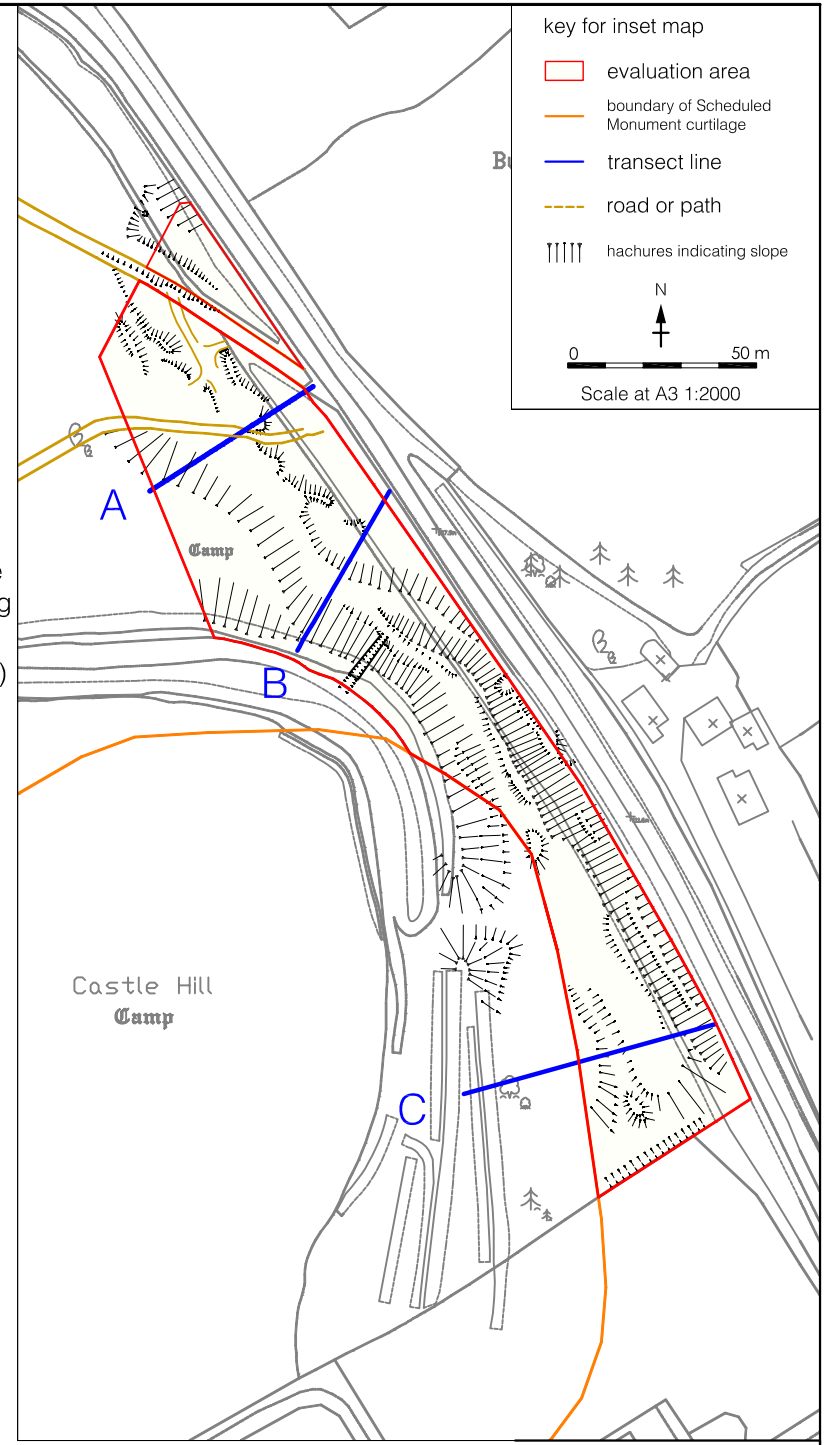 key for inset map
evaluation area
boundary of Scheduled
Monument curtilage
transect line
road or path
hachures indicating slope
N
0 50 m
Scale at A3 1:2000
Bu
A
Camp
e
g
B
)
Castle Hill
Camp
C